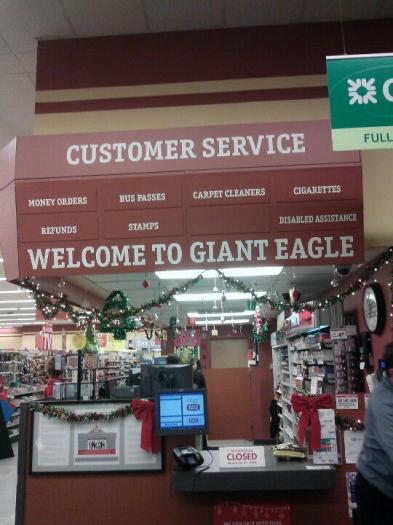 CUSTOMER SERVICE
MONEY ORDERS
BUS PASSES
CARPET CLEANERS
CIGARETTES
REFUNDS
STAMPS
DISABLED ASSISTANCE
WELCOME TO GIANT EAGLE
FULL
CLOSED